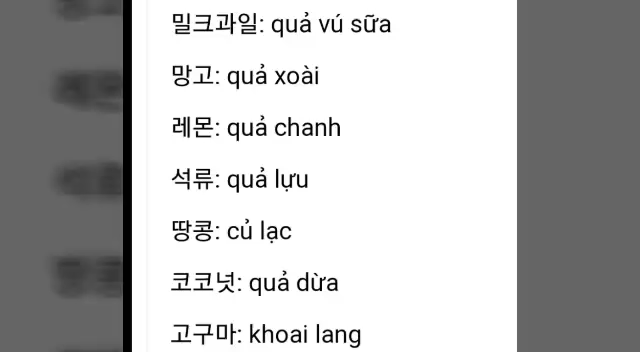 밀크과일: quả vú sữa
망고: quả xoài
레몬: quả chanh
석류: quả lựu
땅콩: củ lạc
코코넛: quả dừa
고구마: khoai lang